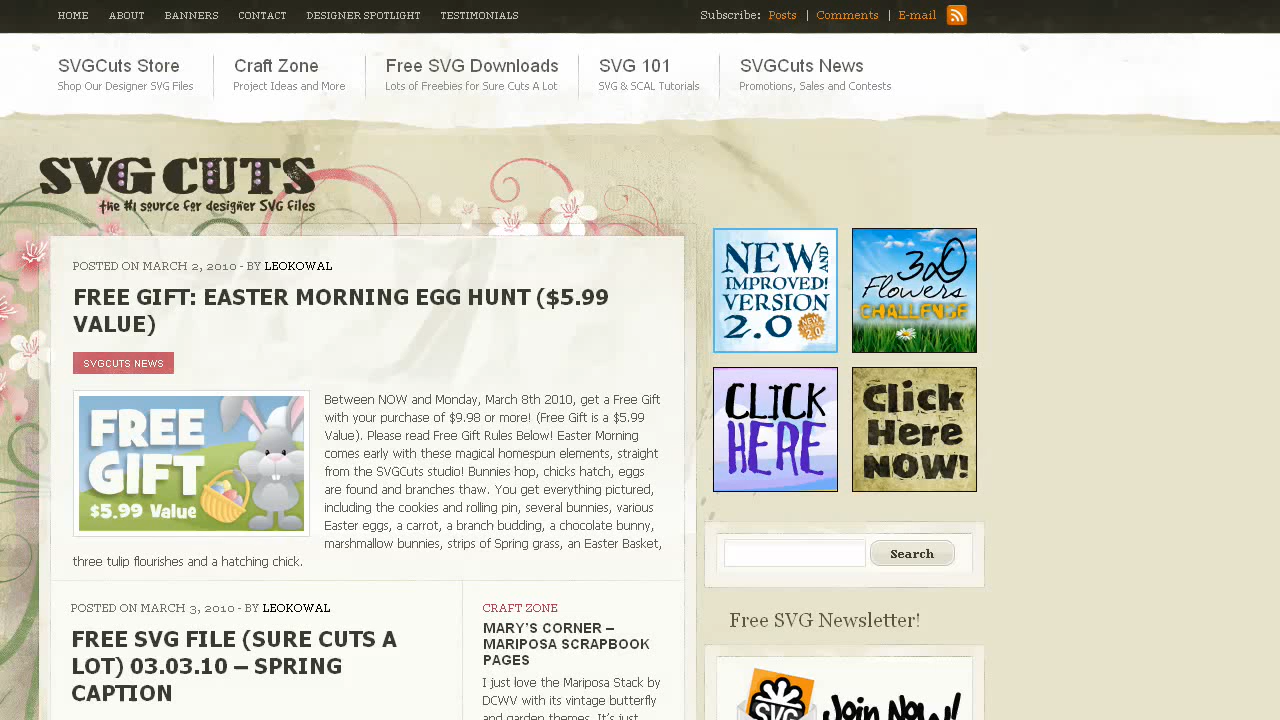 HOME ABOUT BANNERS CONTACT DESIGNER SPOTLIGHT TESTIMONIALS Subscribe: Posts | Comments | E-mail
SVGCuts Store
Shop Our Designer SVG Files
Craft Zone
Project Ideas and More
Free SVG Downloads
Lots of Freebies for Sure Cuts A Lot
SVG 101
SVG & SCAL Tutorials
SVGCuts News
Promotions, Sales and Contests
SVG CUTS
the #1 source for designer SVG files
POSTED ON MARCH 2, 2010 - BY LEOKOWAL
FREE GIFT: EASTER MORNING EGG HUNT ($5.99
VALUE)
SVGCUTS NEWS
FREE
GIFT
$5.99 Value
Between NOW and Monday, March 8th 2010, get a Free Gift
with your purchase of $9.98 or more! (Free Gift is a $5.99
Value). Please read Free Gift Rules Below! Easter Morning
comes early with these magical homespun elements, straight
from the SVGCuts studio! Bunnies hop, chicks hatch, eggs
are found and branches thaw. You get everything pictured,
including the cookies and rolling pin, several bunnies, various
Easter eggs, a carrot, a branch budding, a chocolate bunny,
marshmallow bunnies, strips of Spring grass, an Easter Basket,
three tulip flourishes and a hatching chick.
POSTED ON MARCH 3, 2010 - BY LEOKOWAL
FREE SVG FILE (SURE CUTS A
LOT) 03.03.10 – SPRING
CAPTION
CRAFT ZONE
MARY'S CORNER –
MARIPOSA SCRAPBOOK
PAGES
I just love the Mariposa Stack by
DCWV with its vintage butterfly
and garden themes. It's just
NEW AND
IMPROVED!
VERSION
2.0
NEW
2.0
3D
Flowers
CHALLENGE
CLICK
HERE
Click
Here
NOW!
Search
Free SVG Newsletter!
SVG
Join Now!